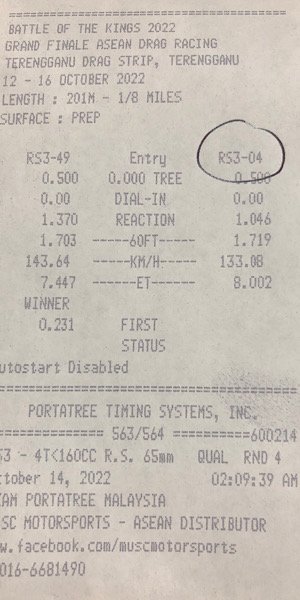 BATTLE OF THE KINGS 2022
GRAND FINALE ASEAN DRAG RACING
TERENGGANU DRAG STRIP, TERENGGANU
12 - 16 OCTOBER 2022
LENGTH : 201M - 1/8 MILES
SURFACE : PREP
RS3-49 Entry RS3-04
0.500 0.000 TREE 0.500
0.00 DIAL-IN 0.00
1.370 REACTION 1.046
1.703 -----60FT----- 1.719
143.64 -----KM/H----- 133.08
7.447 ------ET------ 8.002
WINNER
0.231 FIRST
STATUS
utostart Disabled
PORTATREE TIMING SYSTEMS, INC.
============ 563/564 ==========600214
S3 - 4T<160CC R.S. 65mm QUAL RND 4
ctober 14, 2022 02:09:39 AM
EAM PORTATREE MALAYSIA
SC MOTORSPORTS - ASEAN DISTRIBUTOR
w.facebook.com/muscmotorsports
016-6681490